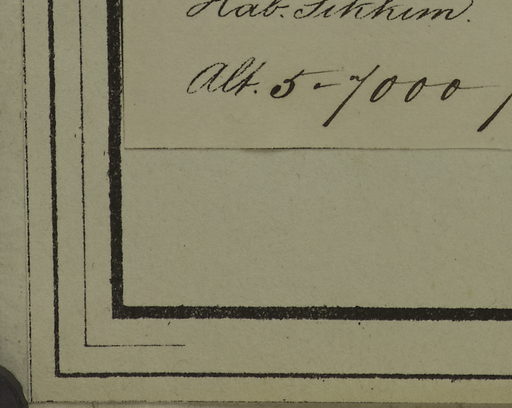 Hab. Sikkim.
Alt. 5-7000